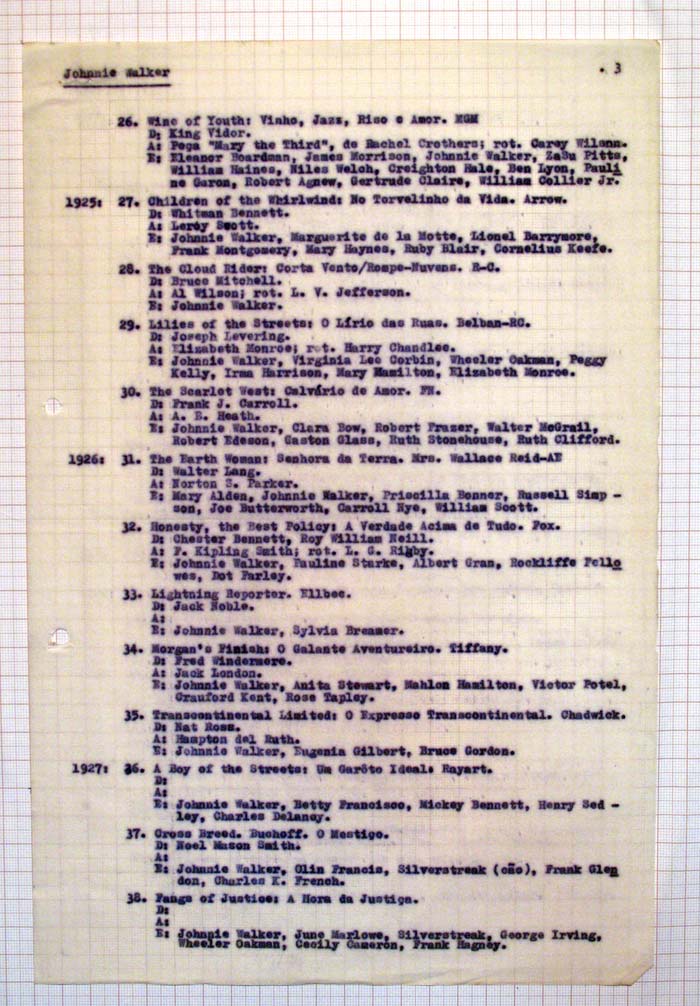 Johnnie Walker
. 3
26. Wine of Youth: Vinho, Jazz, Riso e Amor. MGM
D: King Vidor.
A: Peça "Mary the Third", de Rachel Crothers; rot. Carey Wilson.
E: Eleanor Boardman, James Morrison, Johnnie Walker, ZaSu Pitts,
William Haines, Niles Welch, Creighton Hale, Ben Lyon, Pauli
ne Garon, Robert Agnew, Gertrude Claire, William Collier Jr.
1925: 27. Children of the Whirlwind: No Torvelinho da Vida. Arrow.
D: Whitman Bennett.
A: Leroy Scott.
E: Johnnie Walker, Marguerite de la Motte, Lionel Barrymore,
Frank Montgomery, Mary Haynes, Ruby Blair, Cornelius Keefe.
28. The Cloud Rider: Corta Vento/Rompe-Nuvens. R-C.
D: Bruce Mitchell.
A: Al Wilson; rot. L. V. Jefferson.
E: Johnnie Walker.
29. Lilies of the Streets: O Lírio das Ruas. Belban-RC.
D: Joseph Levering.
A: Elizabeth Monroe; rot. Harry Chandlee.
E: Johnnie Walker, Virginia Lee Corbin, Wheeler Oakman, Peggy
Kelly, Irma Harrison, Mary Hamilton, Elizabeth Monroe.
30. The Scarlet West: Calvário de Amor. FN.
D: Frank J. Carroll.
A: A. B. Heath.
E: Johnnie Walker, Clara Bow, Robert Frazer, Walter McGrail,
Robert Edeson, Gaston Glass, Ruth Stonehouse, Ruth Clifford.
1926: 31. The Earth Woman: Senhora da Terra. Mrs. Wallace Reid-AE
D: Walter Lang.
A: Norton S. Parker.
E: Mary Alden, Johnnie Walker, Priscilla Bonner, Russell Simp -
son, Joe Butterworth, Carroll Nye, William Scott.
32. Honesty, the Best Policy: A Verdade Acima de Tudo. Fox.
D: Chester Bennett, Roy William Neill.
A: F. Kipling Smith; rot. L. G. Rigby.
E: Johnnie Walker, Pauline Starke, Albert Gran, Rockliffe Fello
wes, Dot Farley.
33. Lightning Reporter. Ellbee.
D: Jack Noble.
A:
E: Johnnie Walker, Sylvia Breamer.
34. Morgan's Finish: O Galante Aventureiro. Tiffany.
D: Fred Windermere.
A: Jack London.
E: Johnnie Walker, Anita Stewart, Mahlon Hamilton, Victor Potel,
Crauford Kent, Rose Tapley.
35. Transcontinental Limited: O Expresso Transcontinental. Chadwick.
D: Nat Ross.
A: Hampton del Ruth.
E: Johnnie Walker, Eugenia Gilbert, Bruce Gordon.
1927: 36. A Boy of the Streets: Um Garôto Ideal. Rayart.
D:
A:
E: Johnnie Walker, Betty Francisco, Mickey Bennett, Henry Sed -
ley, Charles Delaney.
37. Cross Breed. Buchoff. O Mestiço.
D: Noel Mason Smith.
A:
E: Johnnie Walker, Olin Francis, Silverstreak (cão), Frank Glen
don, Charles K. French.
38. Fangs of Justice: A Hora da Justiça.
D:
A:
E: Johnnie Walker, June Marlowe, Silverstreak, George Irving,
Wheeler Oakman, Cecily Cameron, Frank Hagney.